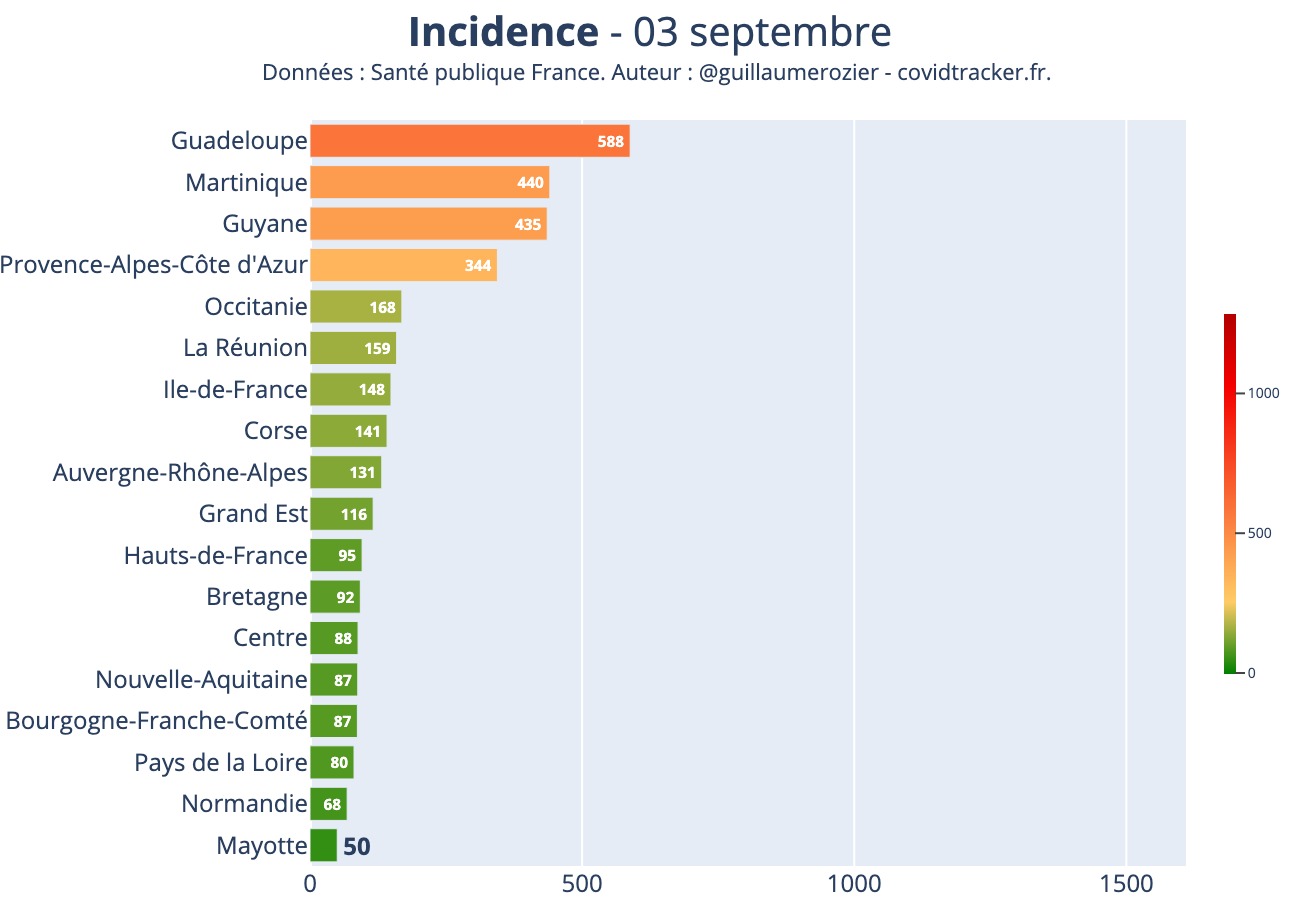 Incidence - 03 septembre
Données : Santé publique France. Auteur : @guillaumerozier - covidtracker.fr.
Guadeloupe 588
Martinique 440
Guyane 435
Provence-Alpes-Côte d'Azur 344
Occitanie 168
La Réunion 159
Ile-de-France 148
Corse 141
Auvergne-Rhône-Alpes 131
Grand Est 116
Hauts-de-France 95
Bretagne 92
Centre 88
Nouvelle-Aquitaine 87
Bourgogne-Franche-Comté 87
Pays de la Loire 80
Normandie 68
Mayotte 50
0 500 1000 1500
1000
500
0